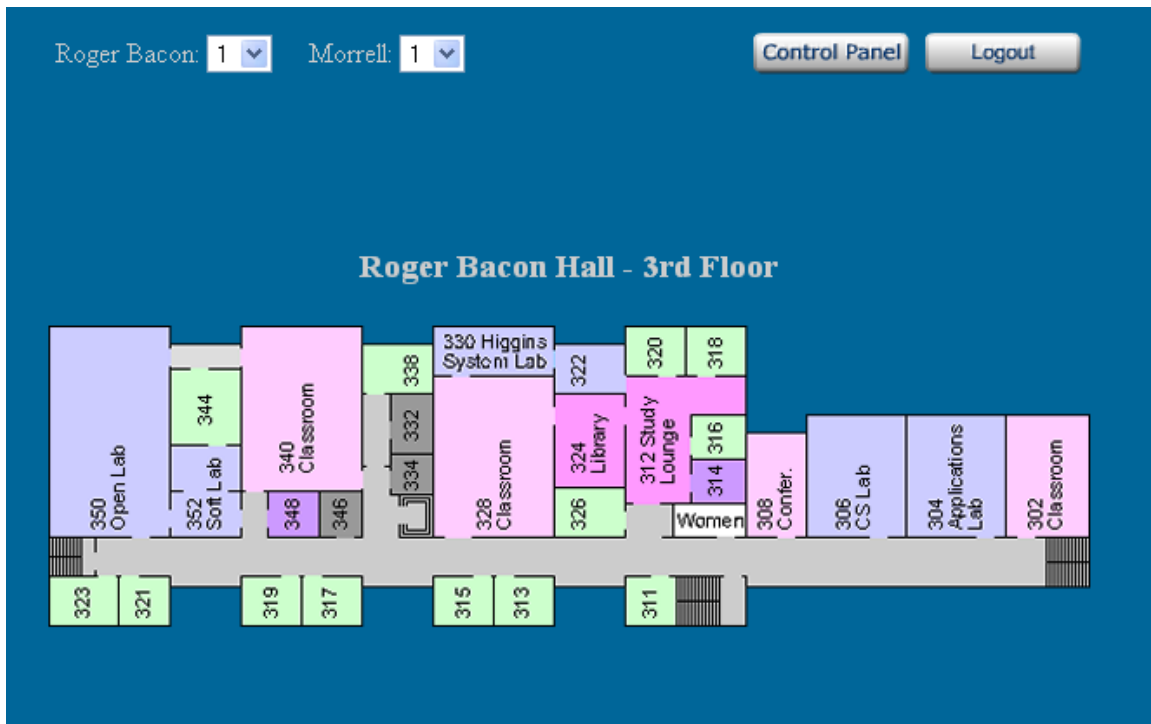 Roger Bacon: 1 Morrell: 1 Control Panel Logout
Roger Bacon Hall - 3rd Floor
350
Open Lab
344
352
Soft Lab
340
Classroom
348
346
338
332
334
330 Higgins
System Lab
328
Classroom
322
324
Library
326
320
318
312 Study
Lounge
316
314
Women
308
Confer.
306
CS Lab
304
Applications
Lab
302
Classroom
323
321
319
317
315
313
311